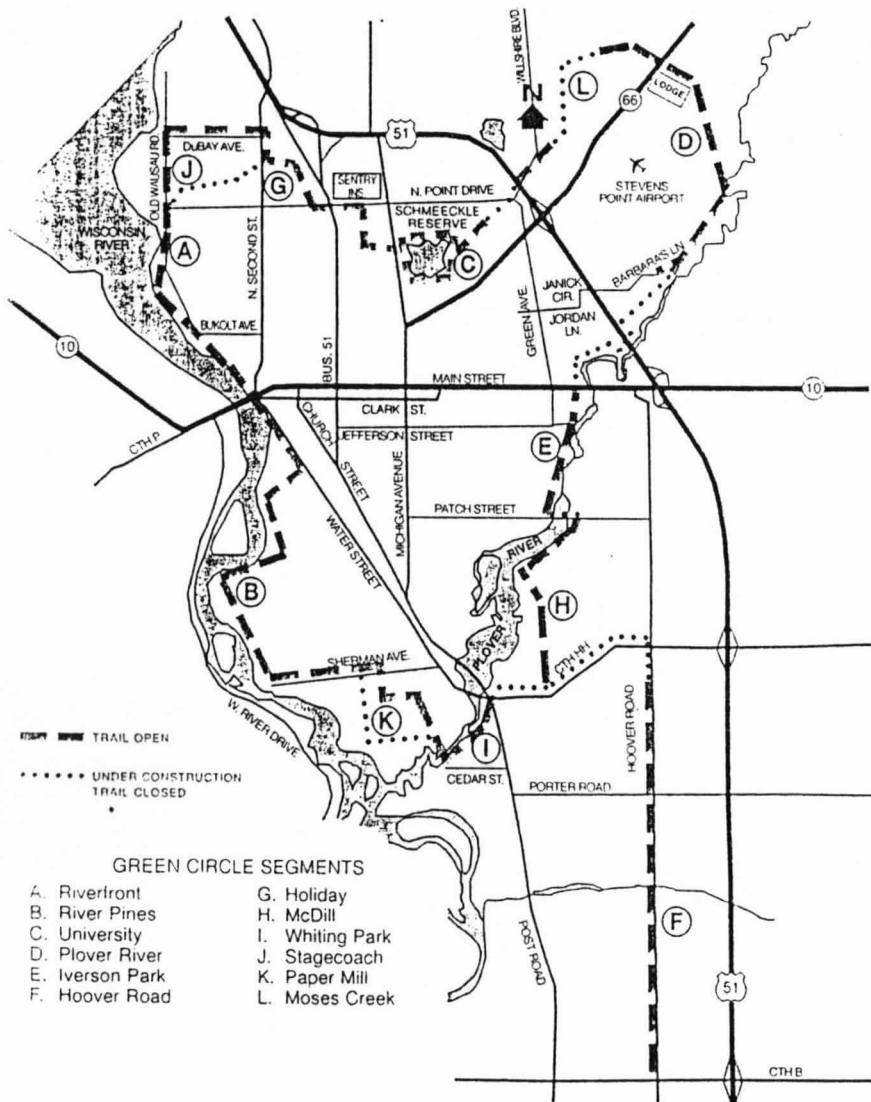 WILLSHIRE BLVD.
N
L
66
LODGE
51
D
OLD WAUSAU RD.
DuBAY AVE.
J
G
SENTRY
INS.
N. POINT DRIVE
STEVENS
POINT AIRPORT
SCHMEECKLE
RESERVE
WISCONSIN
RIVER
A
N. SECOND ST.
C
BARBARA'S LN
JANICK
CIR.
GREEN AVE.
JORDAN
LN.
BUKOLT AVE.
10
BUS. 51
MAIN STREET
10
CLARK ST.
CHURCH
STREET
JEFFERSON STREET
CTH P
E
MICHIGAN AVENUE
PATCH STREET
WATER STREET
PLOVER
RIVER
B
H
SHERMAN AVE.
CTH HH
HOOVER ROAD
W. RIVER DRIVE
K
I
TRAIL OPEN
CEDAR ST.
UNDER CONSTRUCTION
TRAIL CLOSED
PORTER ROAD
GREEN CIRCLE SEGMENTS
A. Riverfront
B. River Pines
C. University
D. Plover River
E. Iverson Park
F. Hoover Road
G. Holiday
H. McDill
I. Whiting Park
J. Stagecoach
K. Paper Mill
L. Moses Creek
F
POST ROAD
51
CTH B